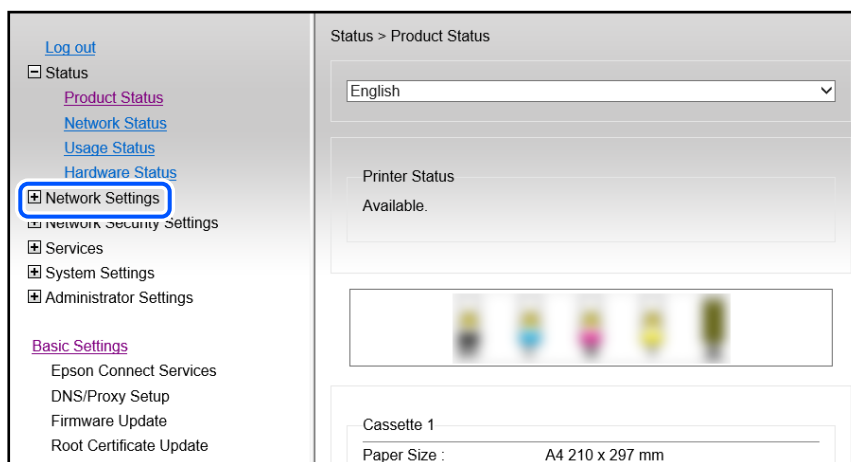 Log out
Status
Product Status
Network Status
Usage Status
Hardware Status
Network Settings
Network Security Settings
Services
System Settings
Administrator Settings
Basic Settings
Epson Connect Services
DNS/Proxy Setup
Firmware Update
Root Certificate Update
Status > Product Status
English
Printer Status
Available.
Cassette 1
Paper Size : A4 210 x 297 mm